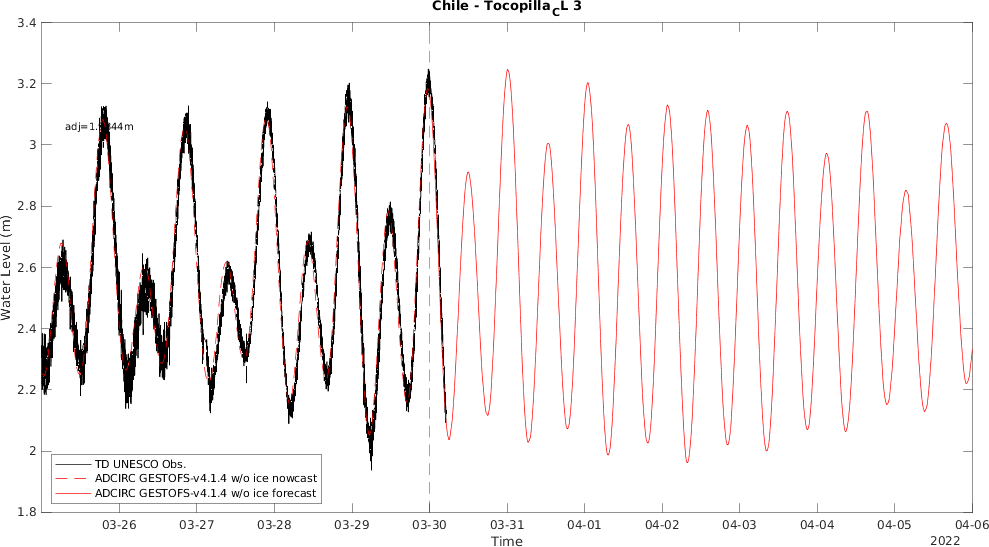 Chile - Tocopilla_CL 3
3.4
3.2
3
2.8
2.6
2.4
2.2
2
1.8
Water Level (m)
TD UNESCO Obs.
ADCIRC GESTOFS-v4.1.4 w/o ice nowcast
ADCIRC GESTOFS-v4.1.4 w/o ice forecast
03-26 03-27 03-28 03-29 03-30 03-31 04-01 04-02 04-03 04-04 04-05 04-06
Time
2022